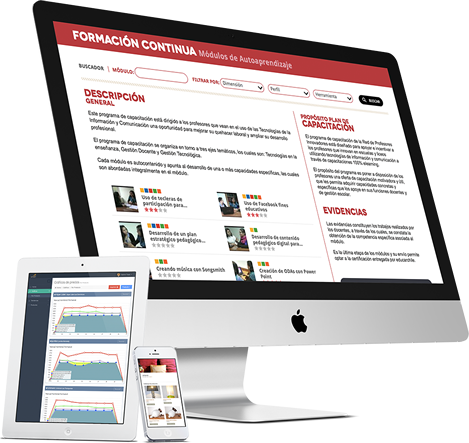 FORMACIÓN CONTINUA Módulos de Autoaprendizaje
BUSCADOR | MÓDULO: FILTRAR POR: Dimensión Perfil Herramienta BUSCAR
DESCRIPCIÓN
GENERAL
Este programa de capacitación está dirigido a los profesores que vean en el uso de las Tecnologías de la
Información y Comunicación una oportunidad para mejorar su quehacer laboral y ampliar su desarrollo
profesional.
El programa de capacitación se organiza en torno a tres ejes temáticos, los cuales son: Tecnologías en la
enseñanza, Gestión Docente y Gestión Tecnológica.
Cada módulo es autocontenido y apunta al desarrollo de una o más capacidades específicas, las cuales
son abordadas integralmente en el módulo.
Uso de tecleras de
participación para...
Uso de Facebook fines
educativos
Desarrollo de un plan
estratégico pedagógico...
Desarrollo de contenido
pedagógico digital para...
Creando música con Songsmith
Creación de ODAs con Power
Point
PROPÓSITO PLAN DE
CAPACITACIÓN
El programa de capacitación de la Red de Profesores
Innovadores está diseñado para apoyar e incentivar a
los profesores que innovan en escuelas y liceos
utilizando tecnologías de información y comunicación a
través de capacitaciones 100% elearning.
El propósito del programa es poner a disposición de los
profesores una oferta de capacitación motivadora y útil,
que les permita adquirir capacidades concretas y
específicas que les apoye en sus funciones docentes y
de gestión escolar.
EVIDENCIAS
Las evidencias constituyen los trabajos realizados por
los docentes, a través de los cuales, se constata la
obtención de la competencia específica asociada al
módulo.
Es la última etapa de los módulos y su envío permite
optar a la certificación entregada por educarchile.